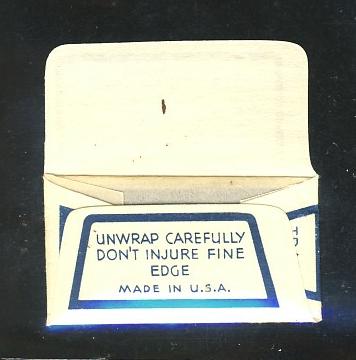 UNWRAP CAREFULLY
DON'T INJURE FINE
EDGE
MADE IN U.S.A.